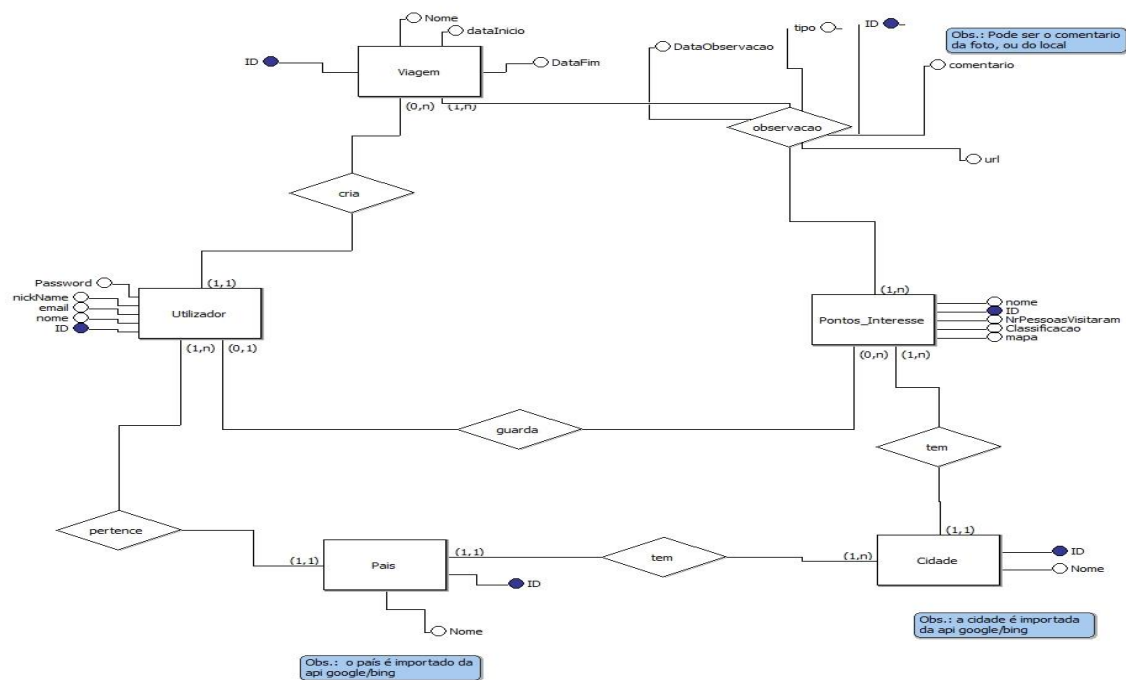 Nome
dataInicio
ID
DataFim
Viagem
(0,n)
(1,n)
DataObservacao
tipo
ID
Obs.: Pode ser o comentario
da foto, ou do local
comentario
observacao
url
cria
Password
nickName
email
nome
ID
(1,1)
Utilizador
(1,n)
(0,1)
(1,n)
Pontos_Interesse
nome
ID
NrPessoasVisitaram
Classificacao
mapa
(0,n)
(1,n)
guarda
tem
pertence
(1,1)
Pais
(1,1)
ID
Nome
tem
(1,n)
(1,1)
Cidade
ID
Nome
Obs.: a cidade é importada
da api google/bing
Obs.: o país é importado da
api google/bing